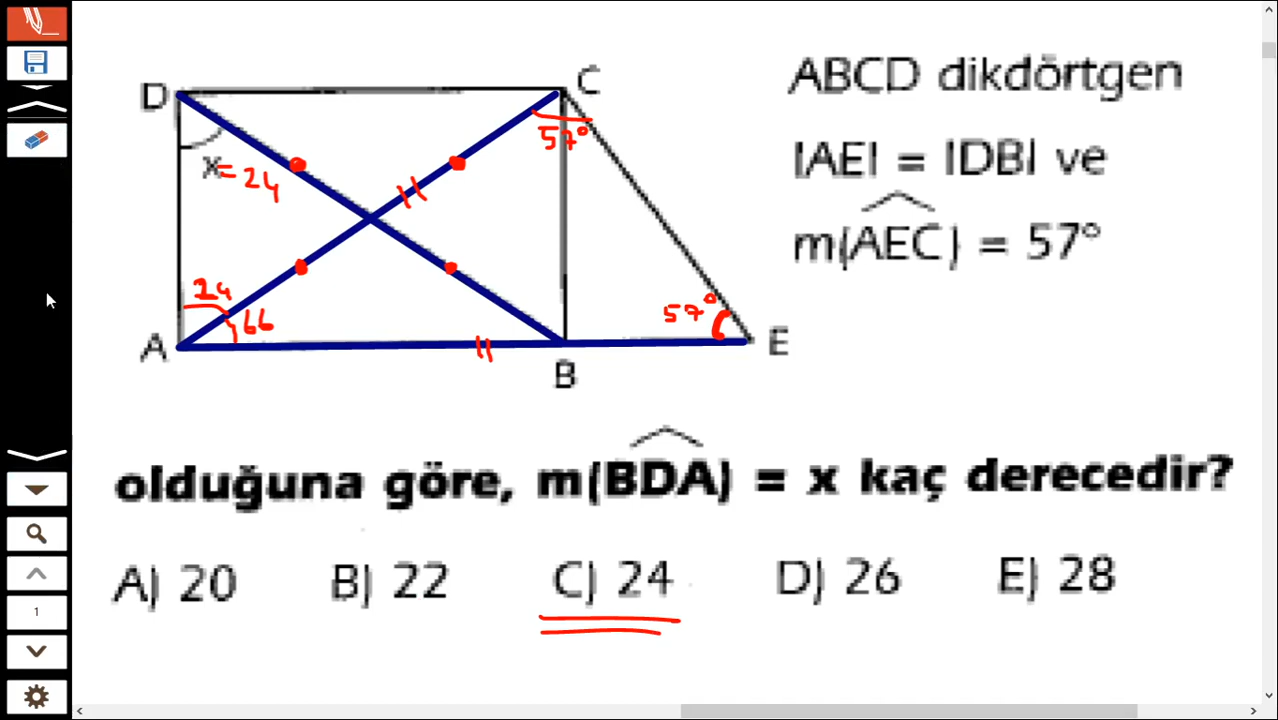 D
C
57°
x = 24
24
66
57°
A
B
E
ABCD dikdörtgen
|AE| = |DB| ve
m(AEC) = 57°
olduğuna göre, m(BDA) = x kaç derecedir?
A) 20 B) 22 C) 24 D) 26 E) 28
1